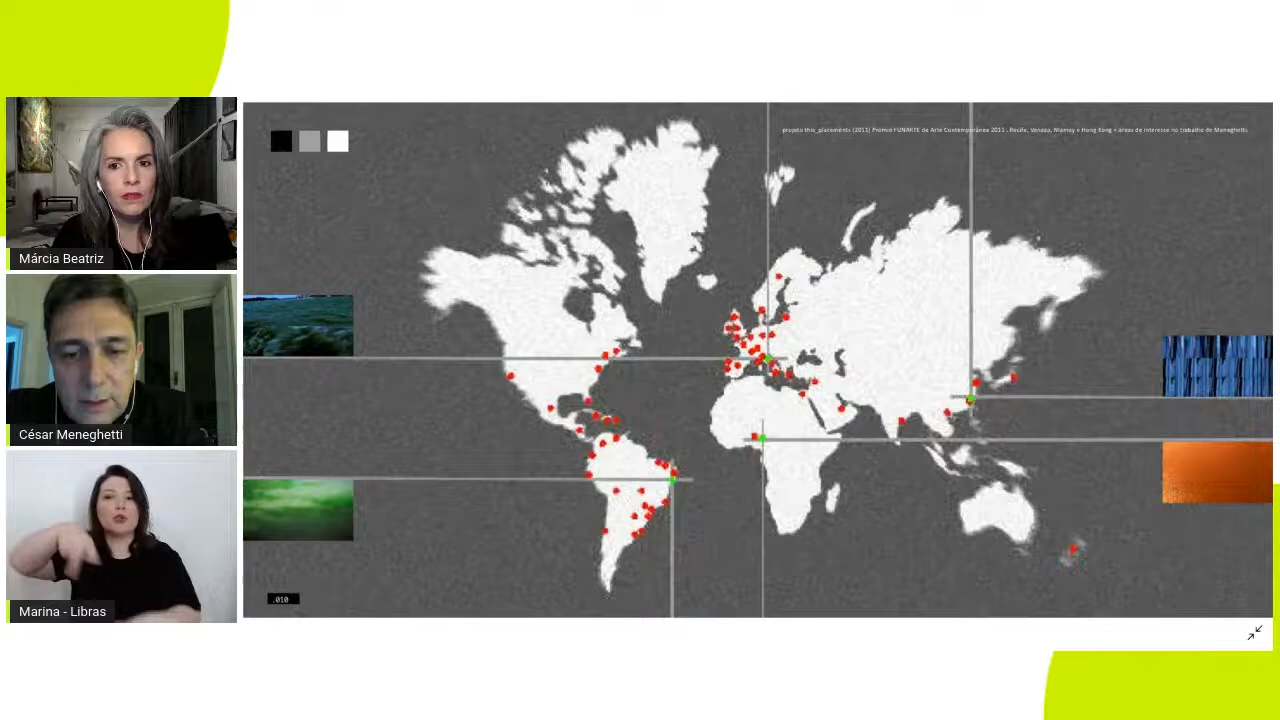 projeto this_placements (2011) Prêmio FUNARTE de Arte Contemporânea 2011 . Recife, Veneza, Niamey e Hong Kong + áreas de interesse no trabalho de Meneghetti
Márcia Beatriz
César Meneghetti
Marina - Libras
.010